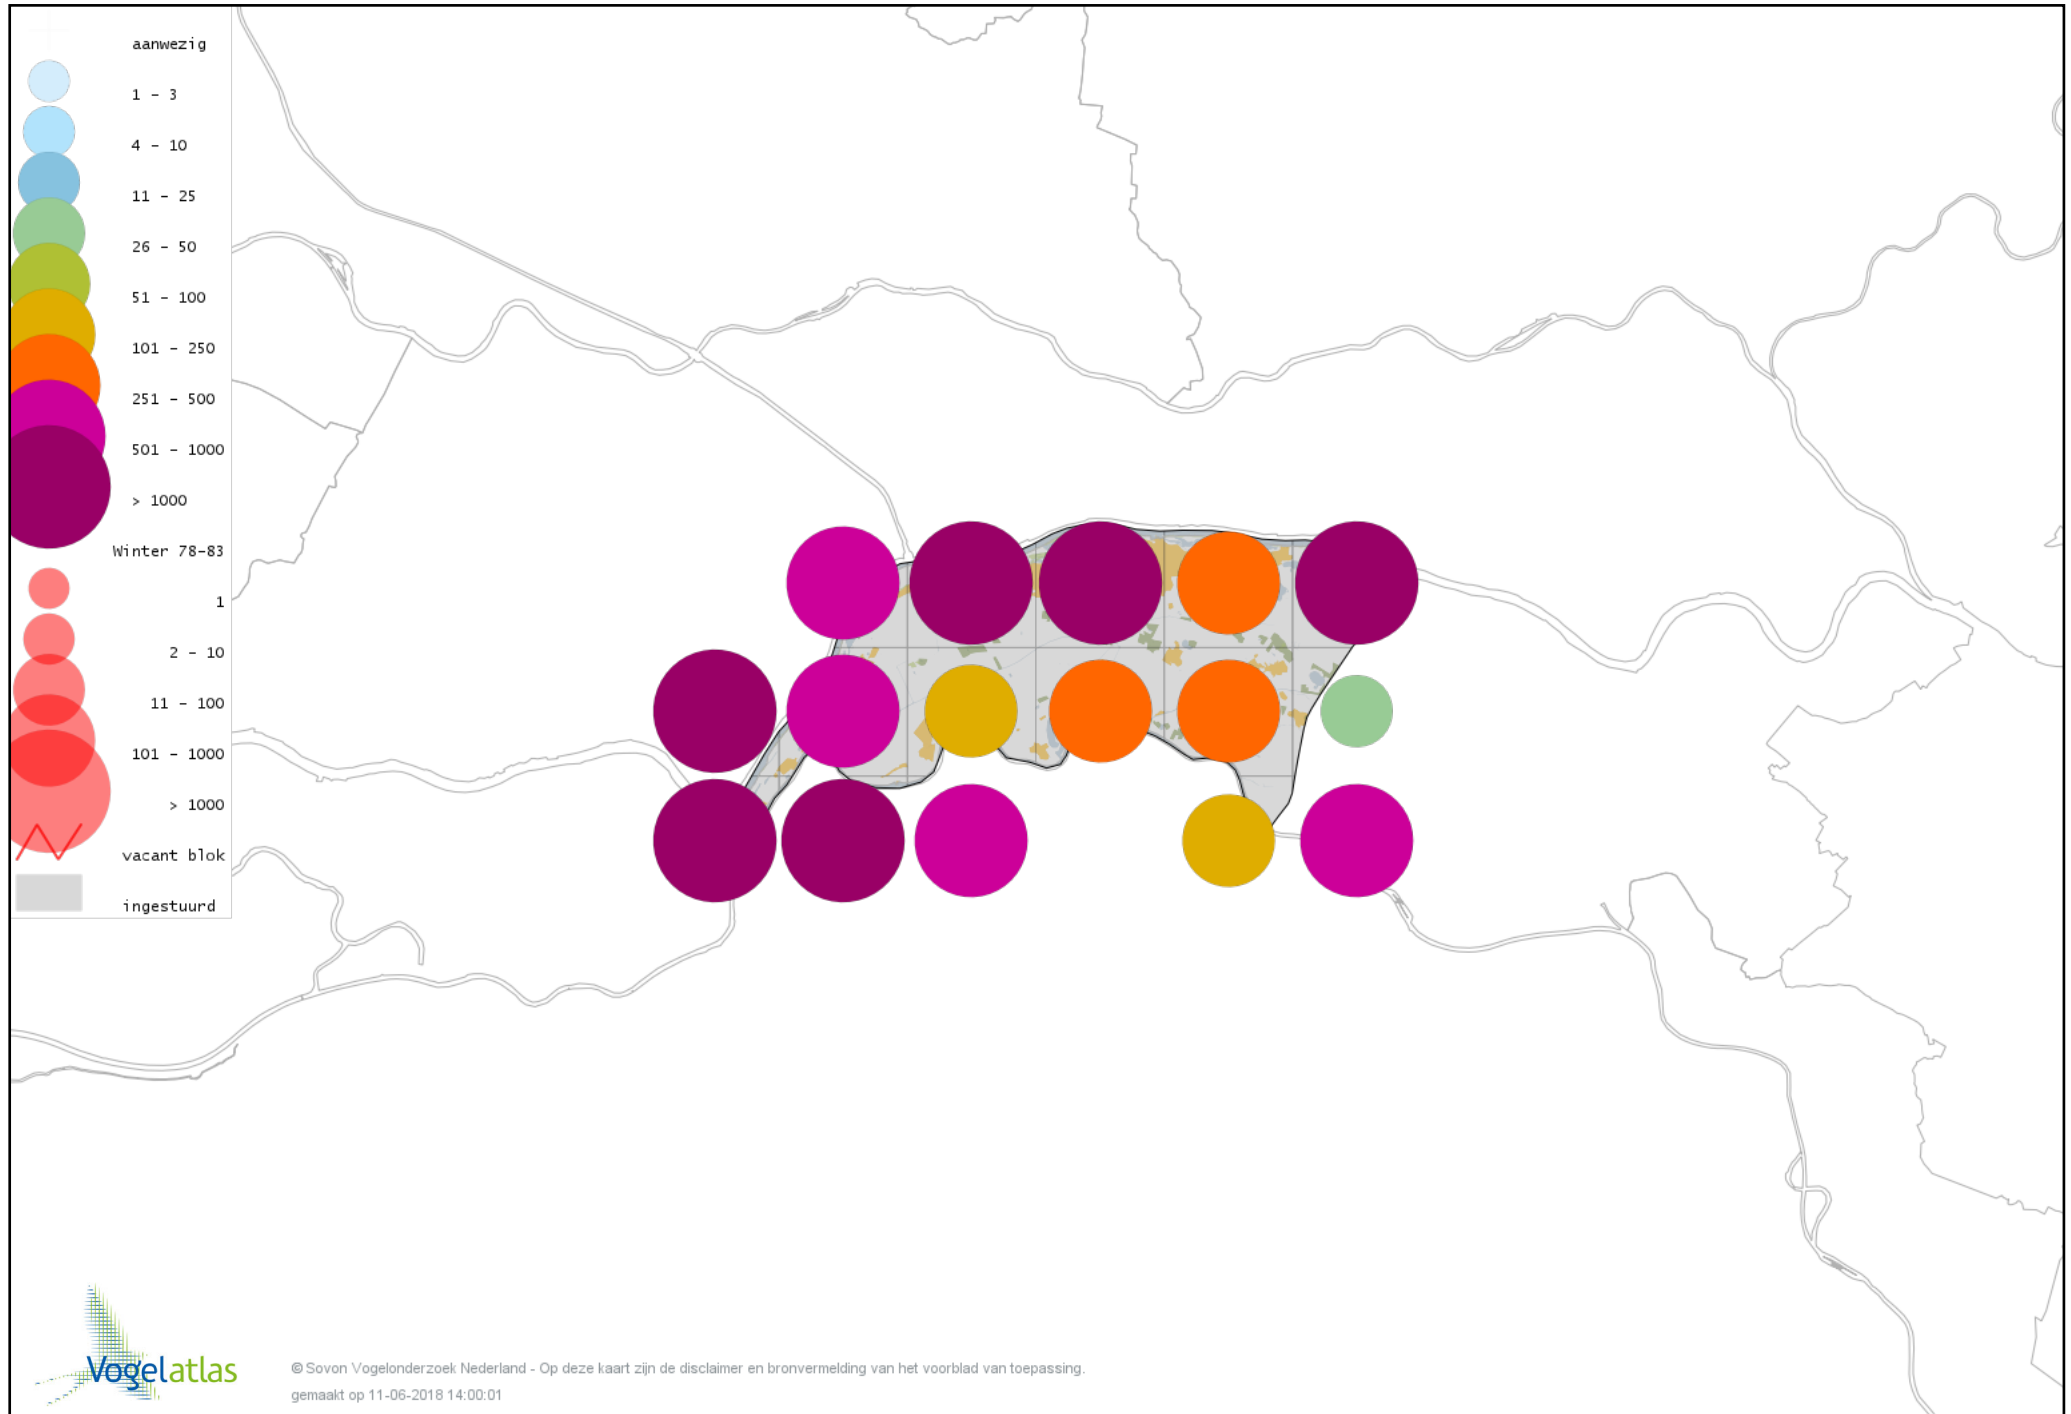 aanwezig
1 - 3
4 - 10
11 - 25
26 - 50
51 - 100
101 - 250
251 - 500
501 - 1000
> 1000
Winter 78-83
1
2 - 10
11 - 100
101 - 1000
> 1000
vacant blok
ingestuurd
Vogelatlas
© Sovon Vogelonderzoek Nederland - Op deze kaart zijn de disclaimer en bronvermelding van het voorblad van toepassing.
gemaakt op 11-06-2018 14:00:01